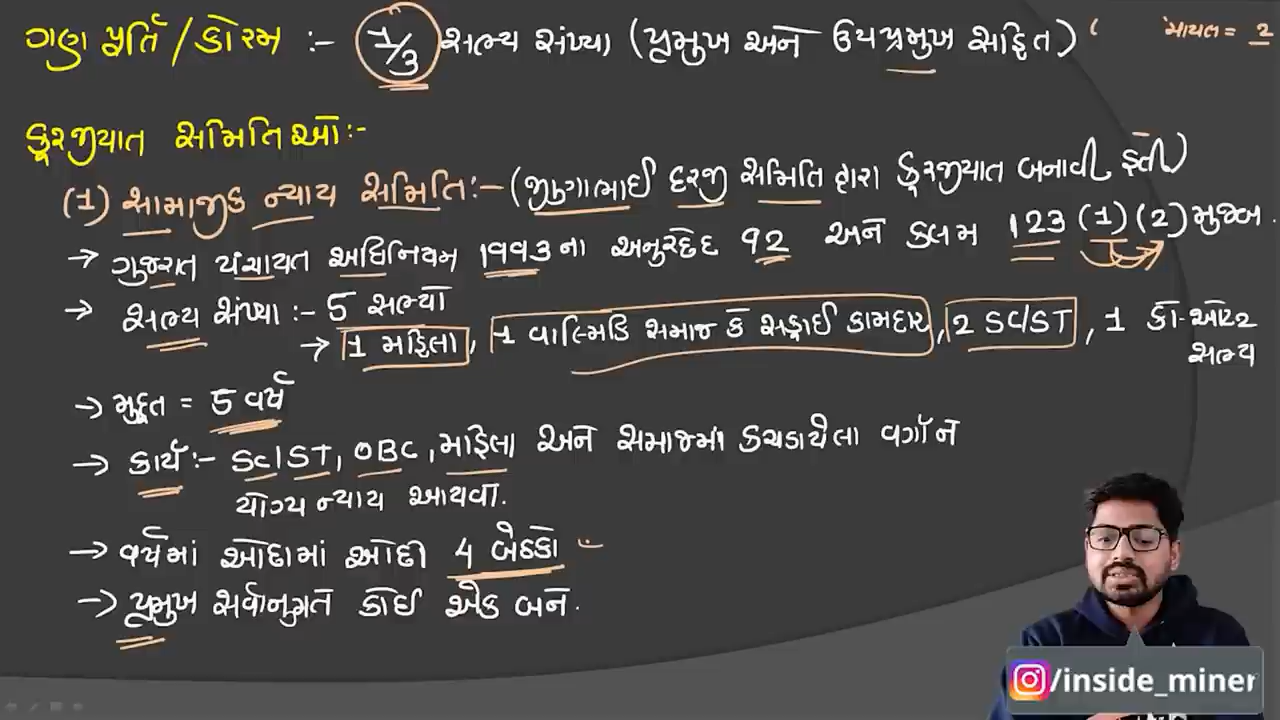 ગણ પૂર્તિ / કોરમ :- 1/3 સભ્ય સંખ્યા (પ્રમુખ અને ઉપપ્રમુખ સહિત) ( = 2
ફરજીયાત સમિતિઓ:-
(1) સામાજીક ન્યાય સમિતિ:- (જીણાભાઈ દરજી સમિતિ દ્વારા ફરજીયાત બનાવી હતી)
→ ગુજરાત પંચાયત અધિનિયમ 1993 ના અનુચ્છેદ 92 અને કલમ 123 (1) (2) મુજબ.
→ સભ્ય સંખ્યા :- 5 સભ્યો
→ 1 મહિલા, 1 વાલ્મિકિ સમાજ કે સફાઈ કામદાર, 2 SC/ST, 1 કો-ઓપ્ટ
સભ્ય
→ મુદ્દત = 5 વર્ષ
→ કાર્ય :- SC/ST, OBC, મહિલા અને સમાજમાં કચડાયેલા વર્ગોને
યોગ્ય ન્યાય આપવો.
→ વર્ષમાં ઓછામાં ઓછી 4 બેઠકો
→ પ્રમુખ સર્વાનુમતે કોઈ એક બને.
/inside_miner